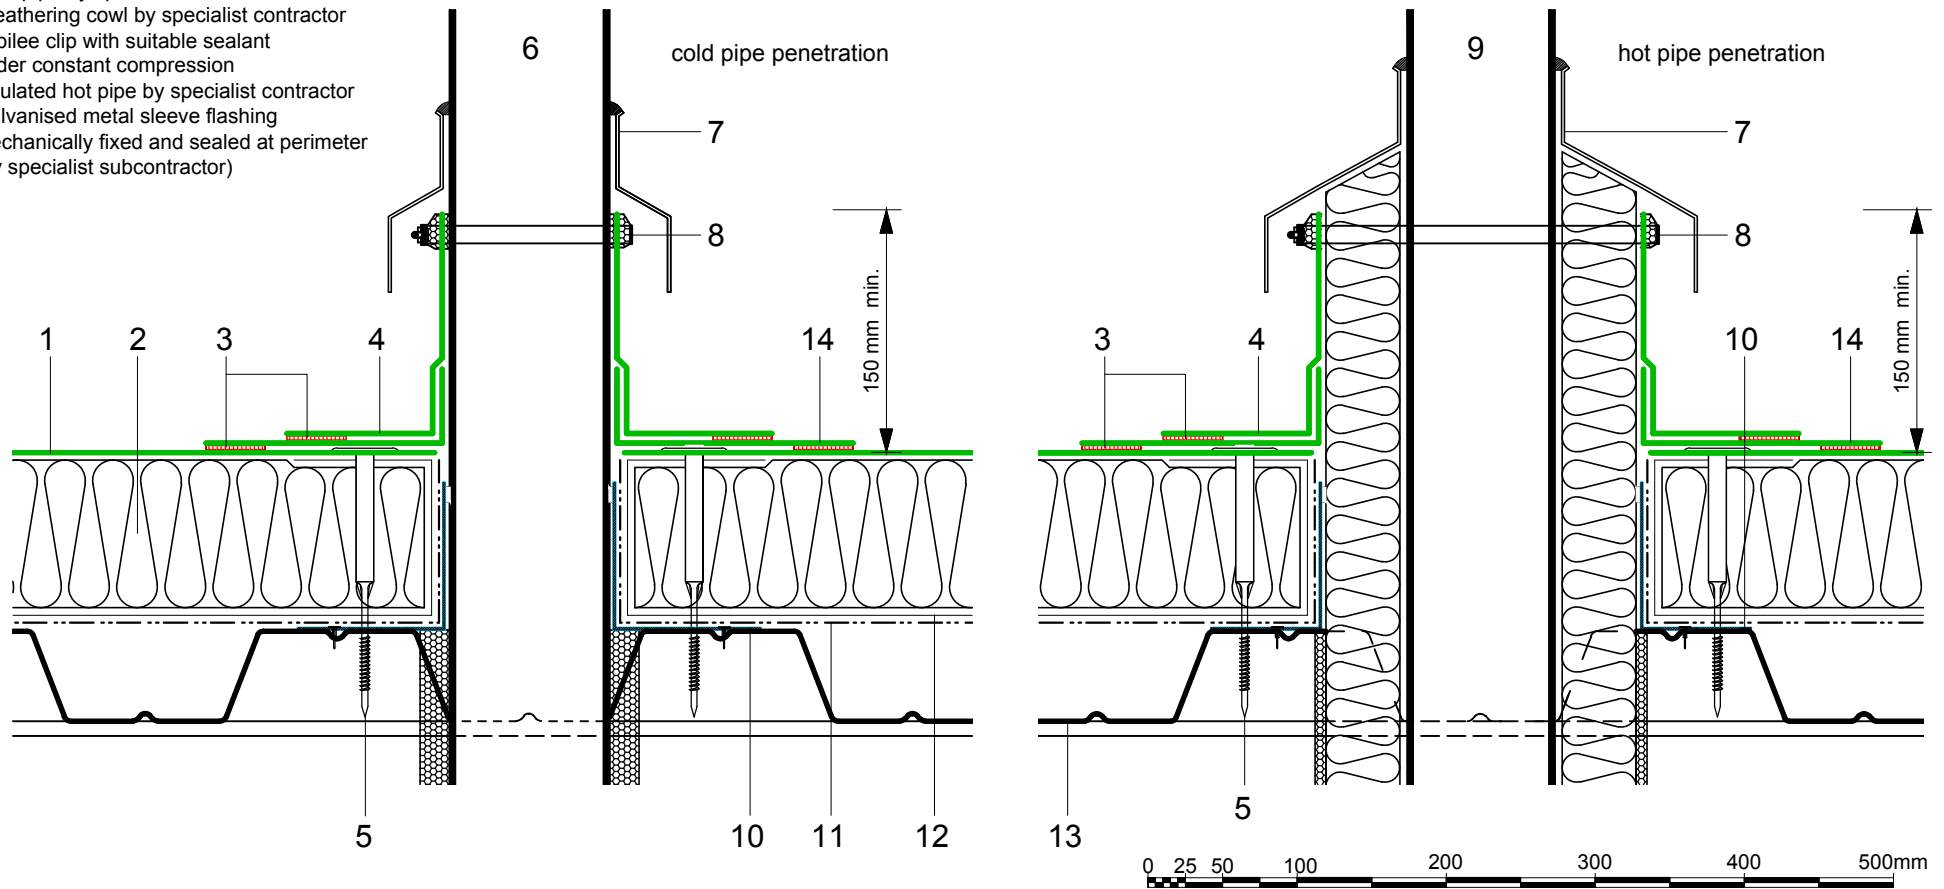 eathering cowl by specialist contractor
bilee clip with suitable sealant
der constant compression
ulated hot pipe by specialist contractor
lvanised metal sleeve flashing
echanically fixed and sealed at perimeter
y specialist subcontractor)
6
cold pipe penetration
9
hot pipe penetration
7
7
8
8
150 mm min.
150 mm min.
1
2
3
4
14
3
4
10
14
5
10
11
12
13
5
0 25 50 100 200 300 400 500mm